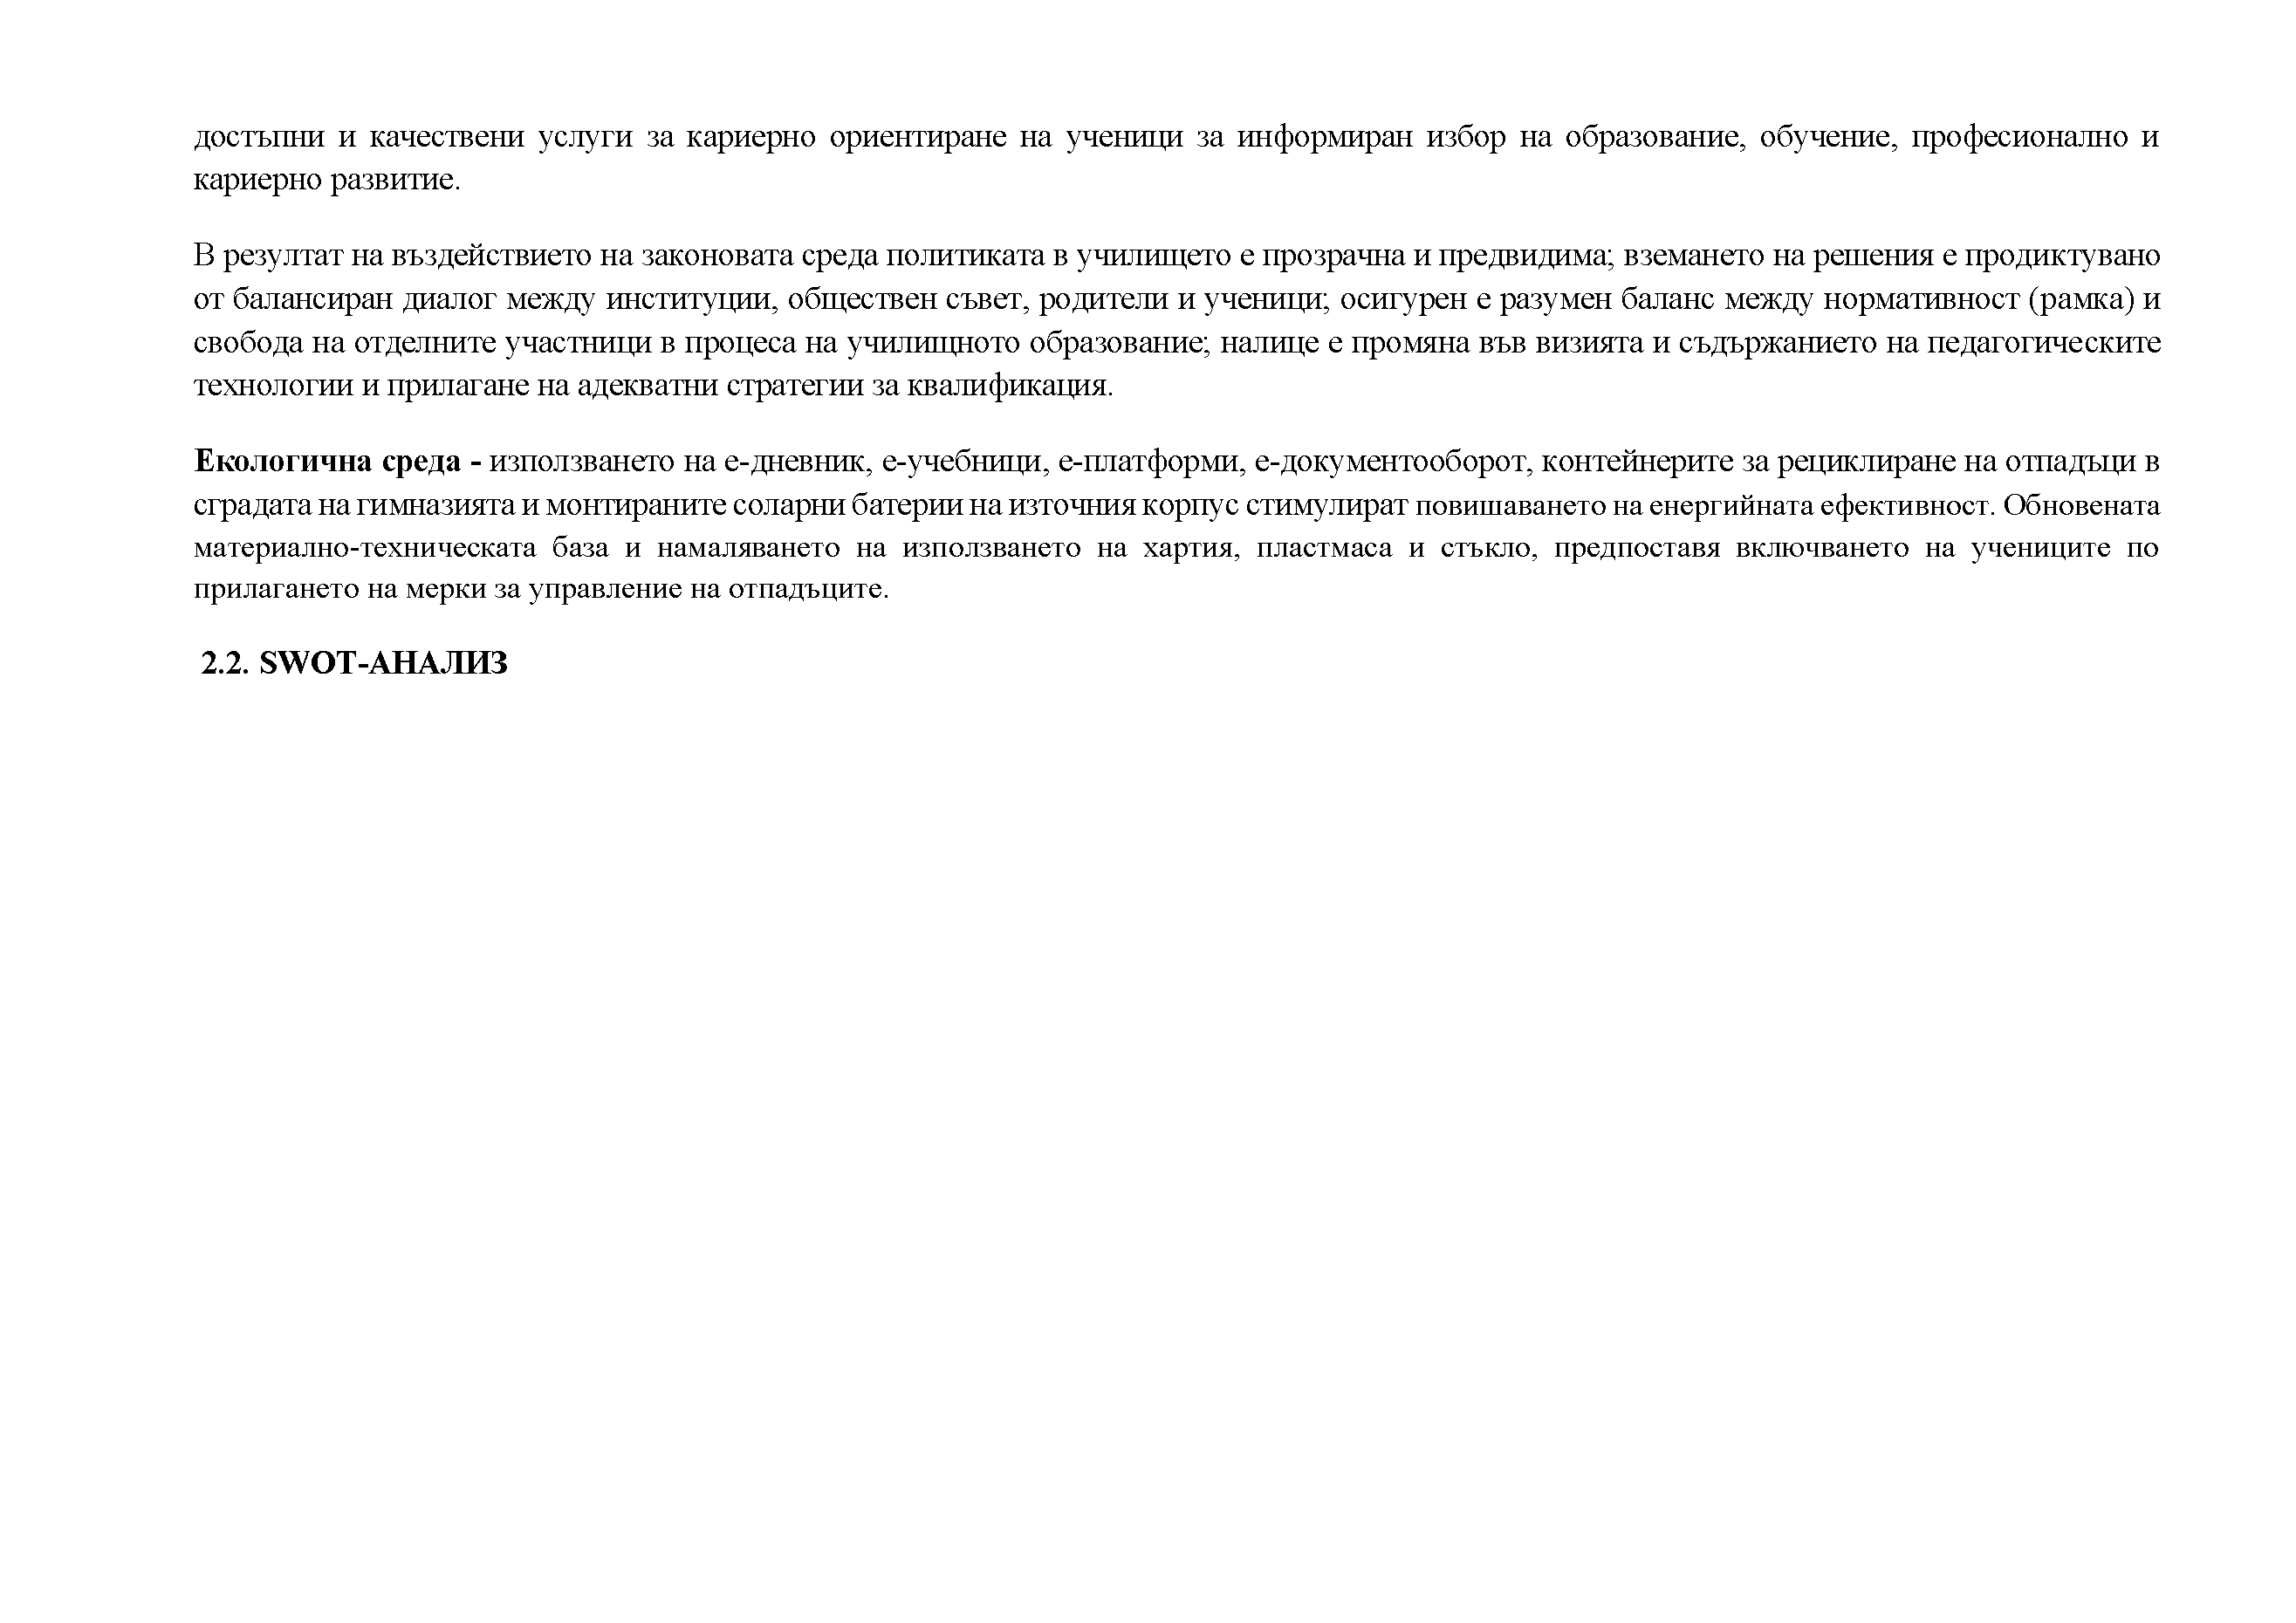 достъпни и качествени услуги за кариерно ориентиране на ученици за информиран избор на образование, обучение, професионално и
кариерно развитие.
В резултат на въздействието на законовата среда политиката в училището е прозрачна и предвидима; вземането на решения е продиктувано
от балансиран диалог между институции, обществен съвет, родители и ученици; осигурен е разумен баланс между нормативност (рамка) и
свобода на отделните участници в процеса на училищното образование; налице е промяна във визията и съдържанието на педагогическите
технологии и прилагане на адекватни стратегии за квалификация.
Екологична среда - използването на е-дневник, е-учебници, е-платформи, е-документооборот, контейнерите за рециклиране на отпадъци в
сградата на гимназията и монтираните соларни батерии на източния корпус стимулират повишаването на енергийната ефективност. Обновената
материално-техническата база и намаляването на използването на хартия, пластмаса и стъкло, предпоставя включването на учениците по
прилагането на мерки за управление на отпадъците.
2.2. SWOT-АНАЛИЗ